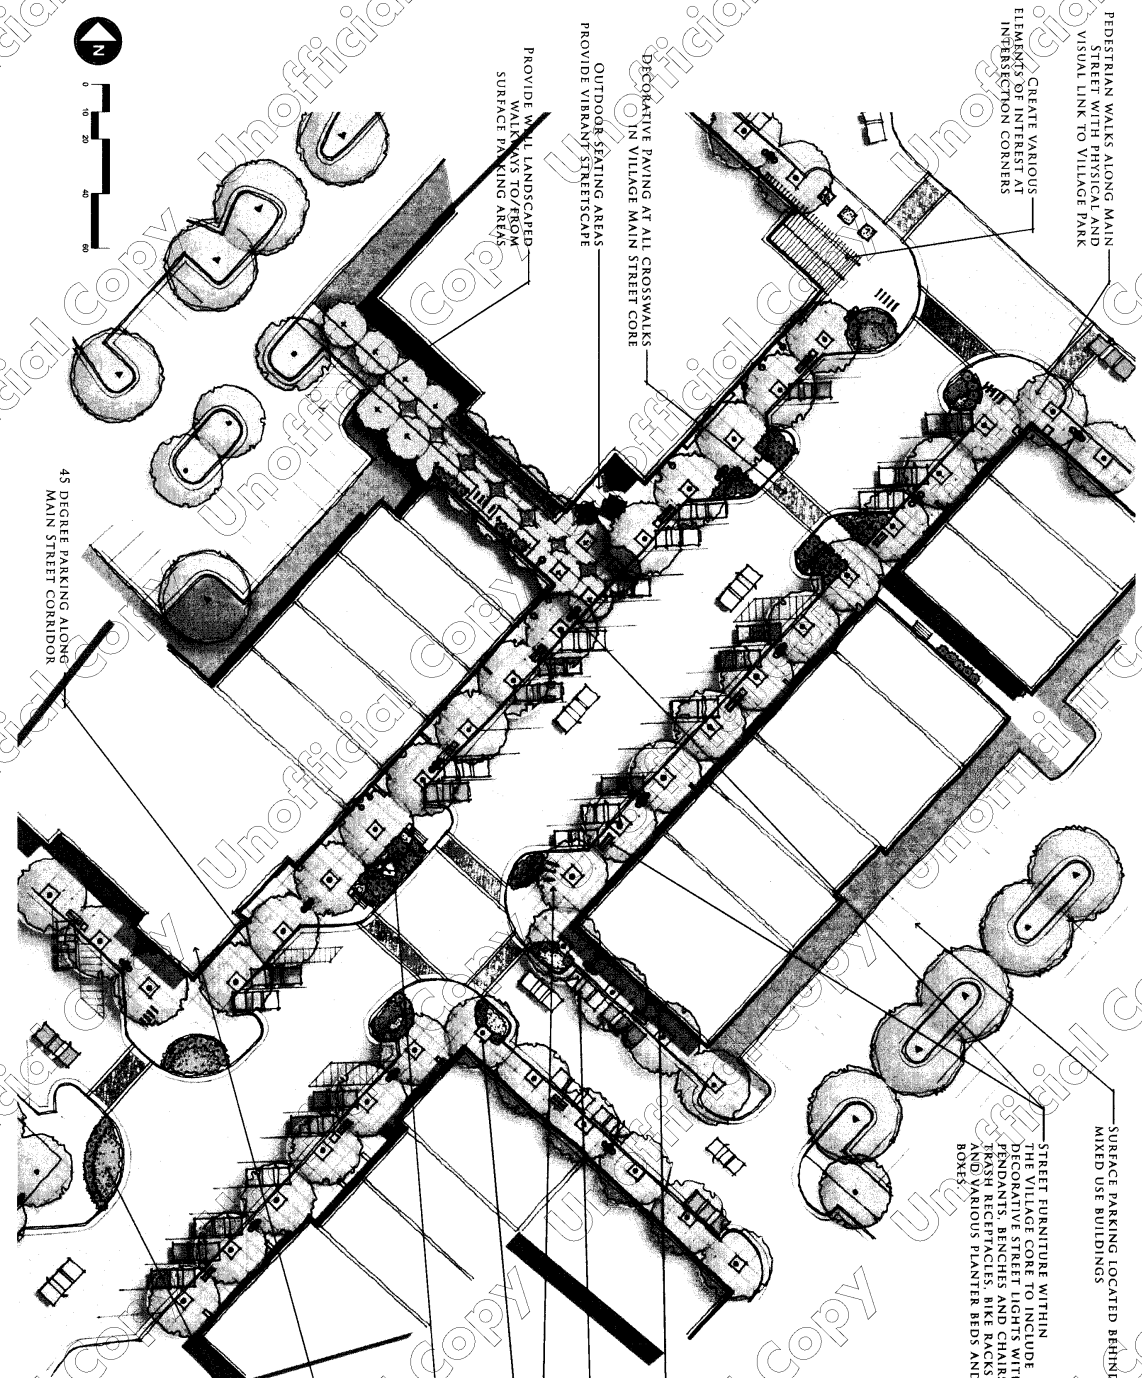 PEDESTRIAN WALKS ALONG MAIN
STREET WITH PHYSICAL AND
VISUAL LINK TO VILLAGE PARK
CREATE VARIOUS
ELEMENTS OF INTEREST AT
INTERSECTION CORNERS
DECORATIVE PAVING AT ALL CROSSWALKS
IN VILLAGE MAIN STREET CORE
OUTDOOR SEATING AREAS
PROVIDE VIBRANT STREETSCAPE
PROVIDE WELL LANDSCAPED
WALKWAYS TO/FROM
SURFACE PARKING AREAS
N
0 10 20 40 60
45 DEGREE PARKING ALONG
MAIN STREET CORRIDOR
SURFACE PARKING LOCATED BEHIND
MIXED USE BUILDINGS
STREET FURNITURE WITHIN
THE VILLAGE CORE TO INCLUDE
DECORATIVE STREET LIGHTS WITH
PENDANTS, BENCHES AND CHAIRS
TRASH RECEPTACLES, BIKE RACKS
AND VARIOUS PLANTER BEDS AND
BOXES
Unofficial Copy